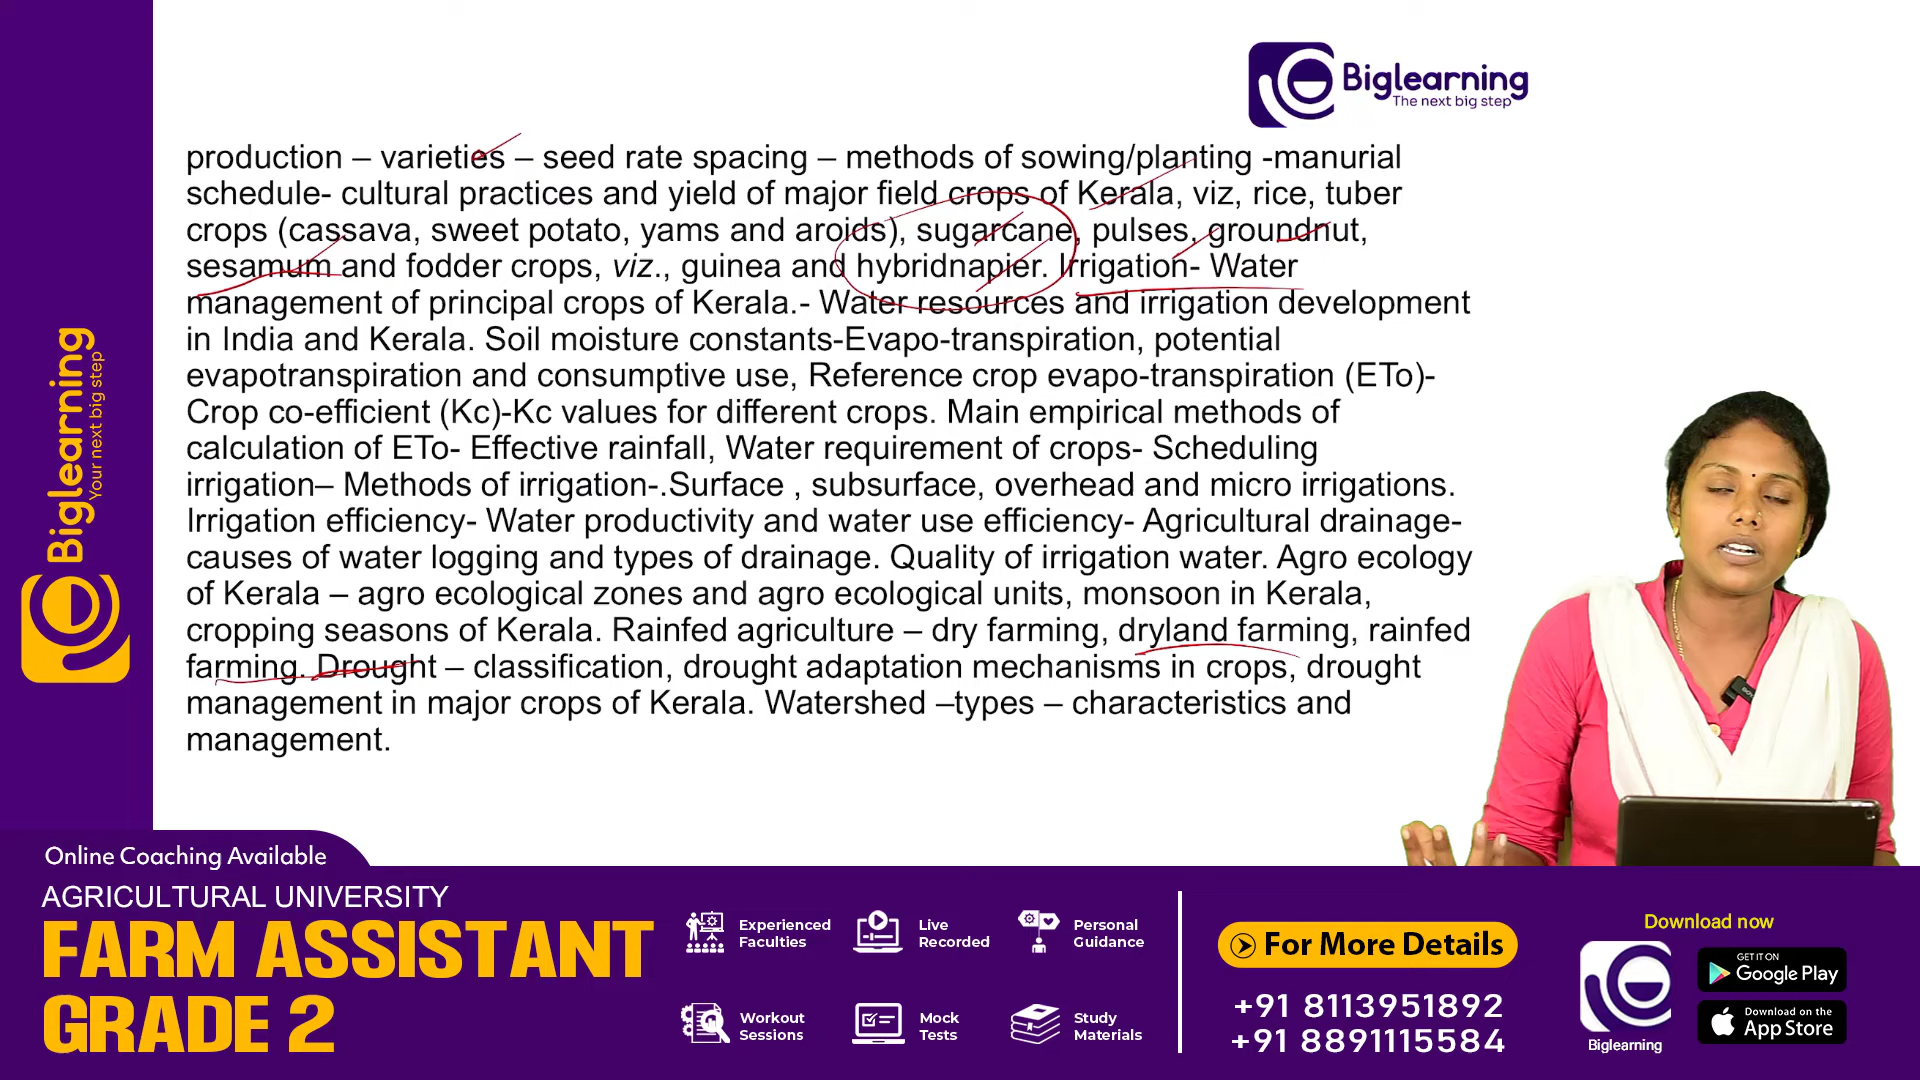 Biglearning
The next big step
production – varieties – seed rate spacing – methods of sowing/planting -manurial
schedule- cultural practices and yield of major field crops of Kerala, viz, rice, tuber
crops (cassava, sweet potato, yams and aroids), sugarcane, pulses, groundnut,
sesamum and fodder crops, viz., guinea and hybridnapier. Irrigation- Water
management of principal crops of Kerala.- Water resources and irrigation development
in India and Kerala. Soil moisture constants-Evapo-transpiration, potential
evapotranspiration and consumptive use, Reference crop evapo-transpiration (ETo)-
Crop co-efficient (Kc)-Kc values for different crops. Main empirical methods of
calculation of ETo- Effective rainfall, Water requirement of crops- Scheduling
irrigation– Methods of irrigation-.Surface , subsurface, overhead and micro irrigations.
Irrigation efficiency- Water productivity and water use efficiency- Agricultural drainage-
causes of water logging and types of drainage. Quality of irrigation water. Agro ecology
of Kerala – agro ecological zones and agro ecological units, monsoon in Kerala,
cropping seasons of Kerala. Rainfed agriculture – dry farming, dryland farming, rainfed
farming. Drought – classification, drought adaptation mechanisms in crops, drought
management in major crops of Kerala. Watershed –types – characteristics and
management.
Biglearning
Your next big step
Online Coaching Available
AGRICULTURAL UNIVERSITY
FARM ASSISTANT
GRADE 2
Experienced
Faculties
Live
Recorded
Personal
Guidance
Workout
Sessions
Mock
Tests
Study
Materials
For More Details
+91 8113951892
+91 8891115584
Download now
Biglearning
GET IT ON
Google Play
Download on the
App Store